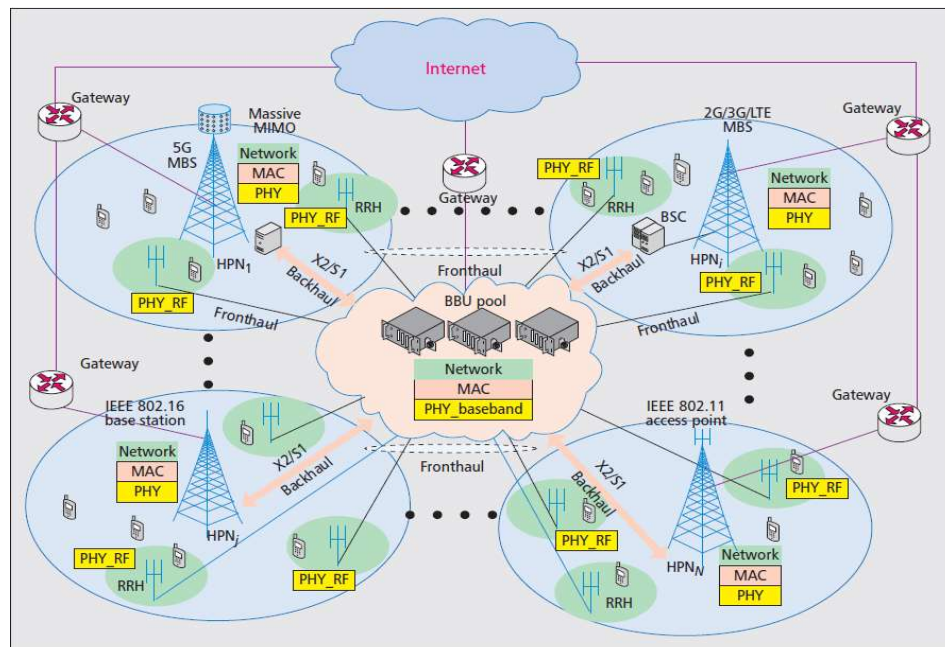 Internet
Gateway
Massive
MIMO
5G
MBS
Network
MAC
PHY
PHY_RF
RRH
HPN1
PHY_RF
X2/S1
Backhaul
Fronthaul
Gateway
Fronthaul
2G/3G/LTE
MBS
Gateway
PHY_RF
RRH
BSC
Network
MAC
PHY
HPNi
PHY_RF
X2/S1
Backhaul
Fronthaul
BBU pool
Network
MAC
PHY_baseband
Fronthaul
Gateway
IEEE 802.16
base station
Network
MAC
PHY
HPNj
X2/S1
Backhaul
PHY_RF
RRH
PHY_RF
IEEE 802.11
access point
Gateway
X2/S1
Backhaul
PHY_RF
PHY_RF
HPNN
Network
MAC
PHY
RRH